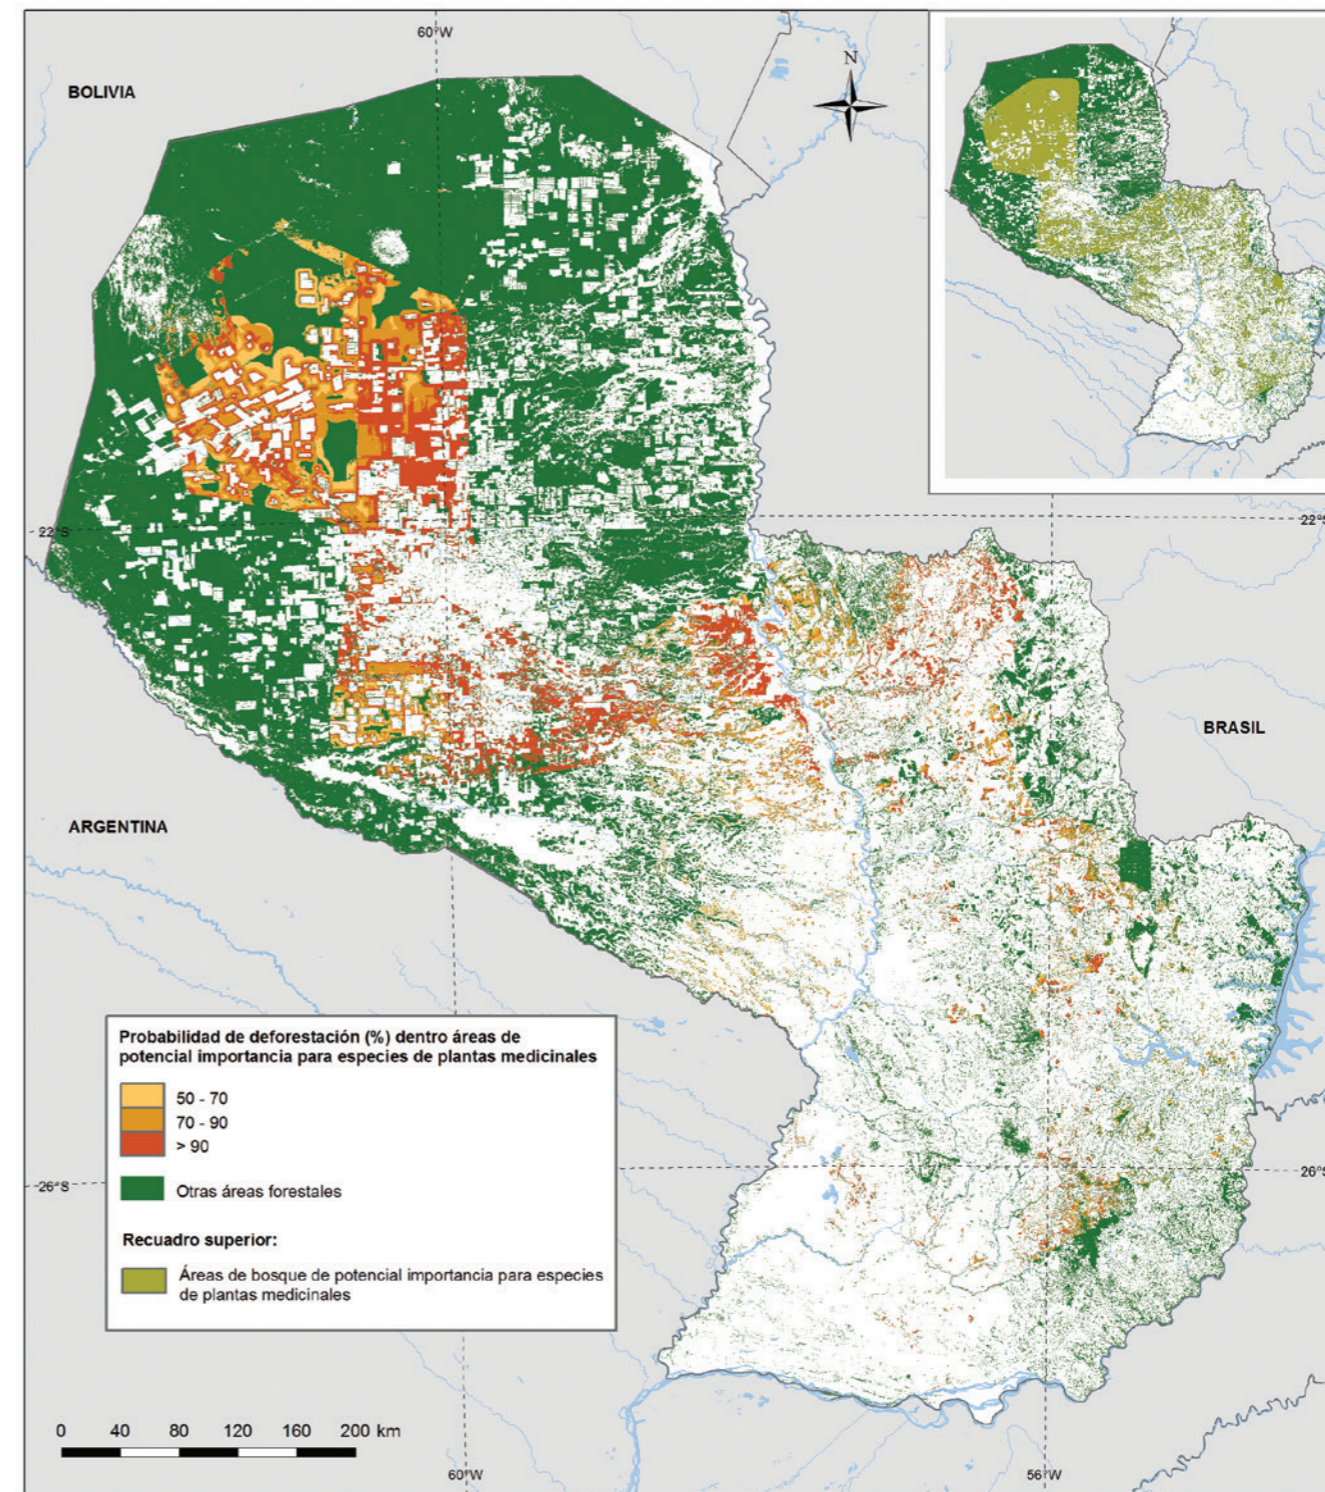 60°W
BOLIVIA
N
22°S
22°S
BRASIL
ARGENTINA
Probabilidad de deforestación (%) dentro áreas de
potencial importancia para especies de plantas medicinales
50 - 70
70 - 90
> 90
26°S
26°S
Otras áreas forestales
Recuadro superior:
Áreas de bosque de potencial importancia para especies
de plantas medicinales
0 40 80 120 160 200 km
60°W
56°W